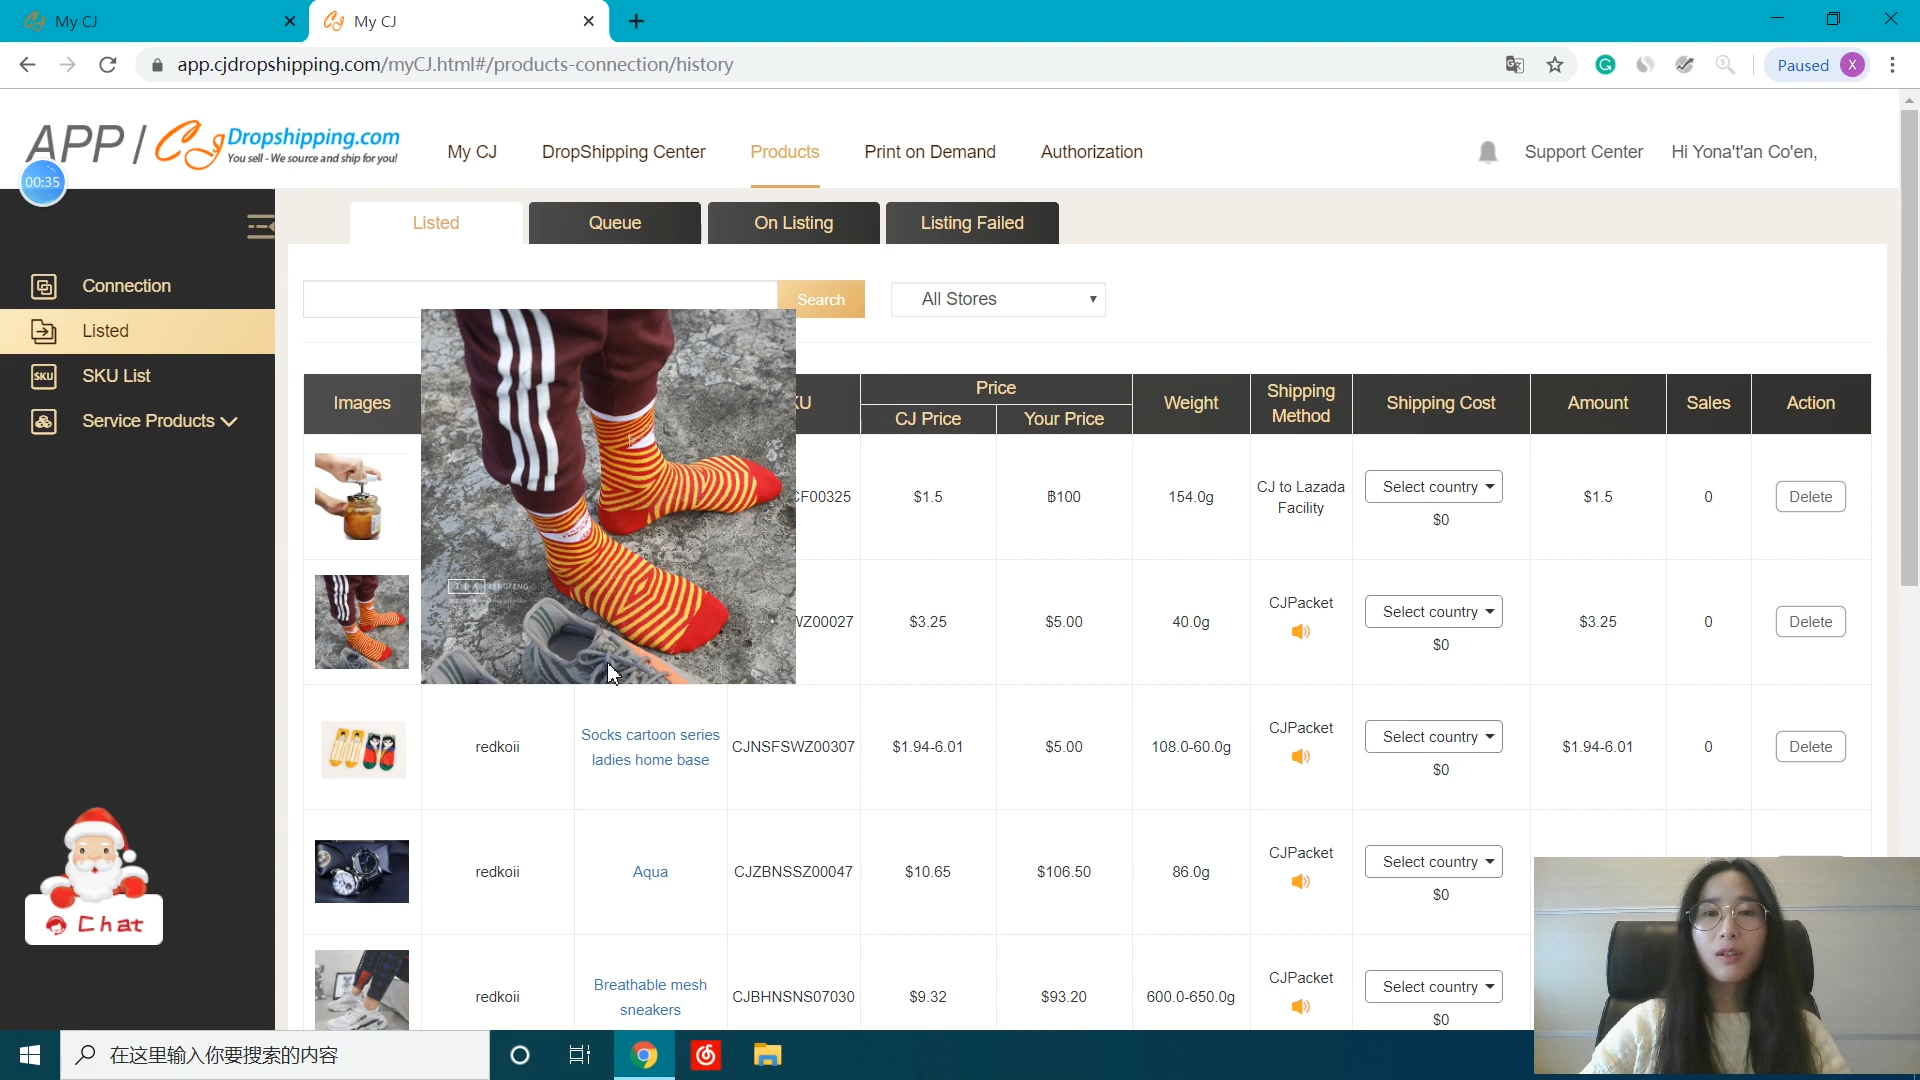 My CJ
My CJ
app.cjdropshipping.com/myCJ.html#/products-connection/history
Paused X
APP / CJ Dropshipping.com
You sell - We source and ship for you!
My CJ DropShipping Center Products Print on Demand Authorization
Support Center Hi Yona't'an Co'en,
00:35
Listed Queue On Listing Listing Failed
Connection
Listed
SKU SKU List
Service Products
Search All Stores
Images
Price
CJ Price Your Price
Weight
Shipping Method
Shipping Cost
Amount
Sales
Action
CF00325 $1.5 ฿100 154.0g CJ to Lazada Facility Select country $0 $1.5 0 Delete
WZ00027 $3.25 $5.00 40.0g CJPacket Select country $0 $3.25 0 Delete
redkoii Socks cartoon series ladies home base CJNSFSWZ00307 $1.94-6.01 $5.00 108.0-60.0g CJPacket Select country $0 $1.94-6.01 0 Delete
redkoii Aqua CJZBNSSZ00047 $10.65 $106.50 86.0g CJPacket Select country $0
redkoii Breathable mesh sneakers CJBHNSNS07030 $9.32 $93.20 600.0-650.0g CJPacket Select country $0
Chat
在这里输入你要搜索的内容